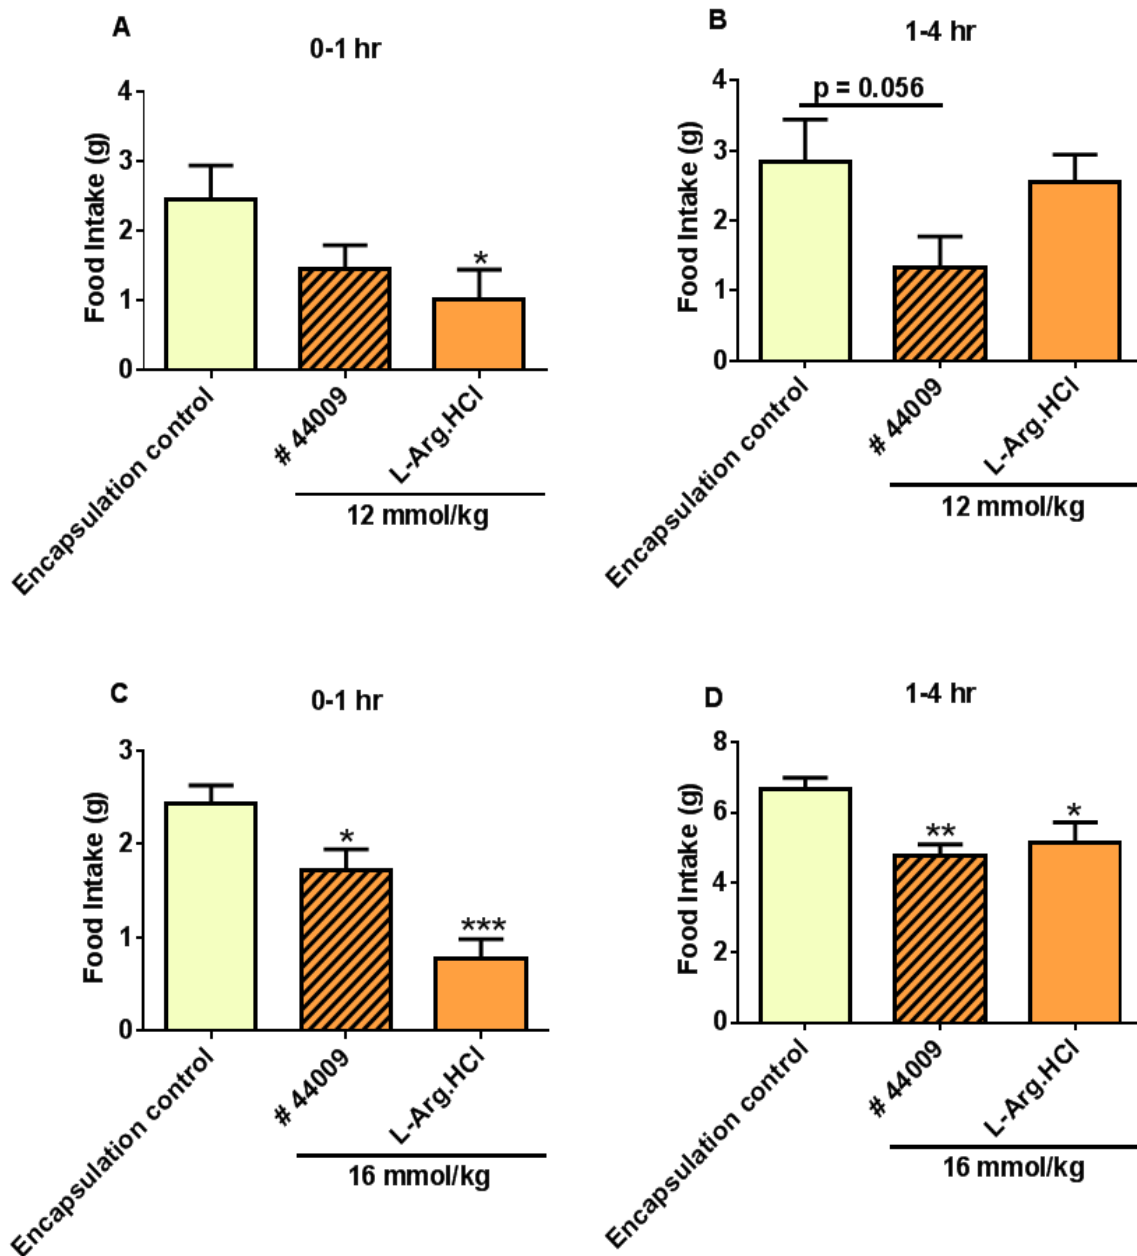 A
0-1 hr
Food Intake (g)
4
3
2
1
0
*
Encapsulation control
# 44009
L-Arg.HCl
12 mmol/kg
B
1-4 hr
Food Intake (g)
4
3
2
1
0
p = 0.056
Encapsulation control
# 44009
L-Arg.HCl
12 mmol/kg
C
0-1 hr
Food Intake (g)
3
2
1
0
*
***
Encapsulation control
# 44009
L-Arg.HCl
16 mmol/kg
D
1-4 hr
Food Intake (g)
8
6
4
2
0
**
*
Encapsulation control
# 44009
L-Arg.HCl
16 mmol/kg